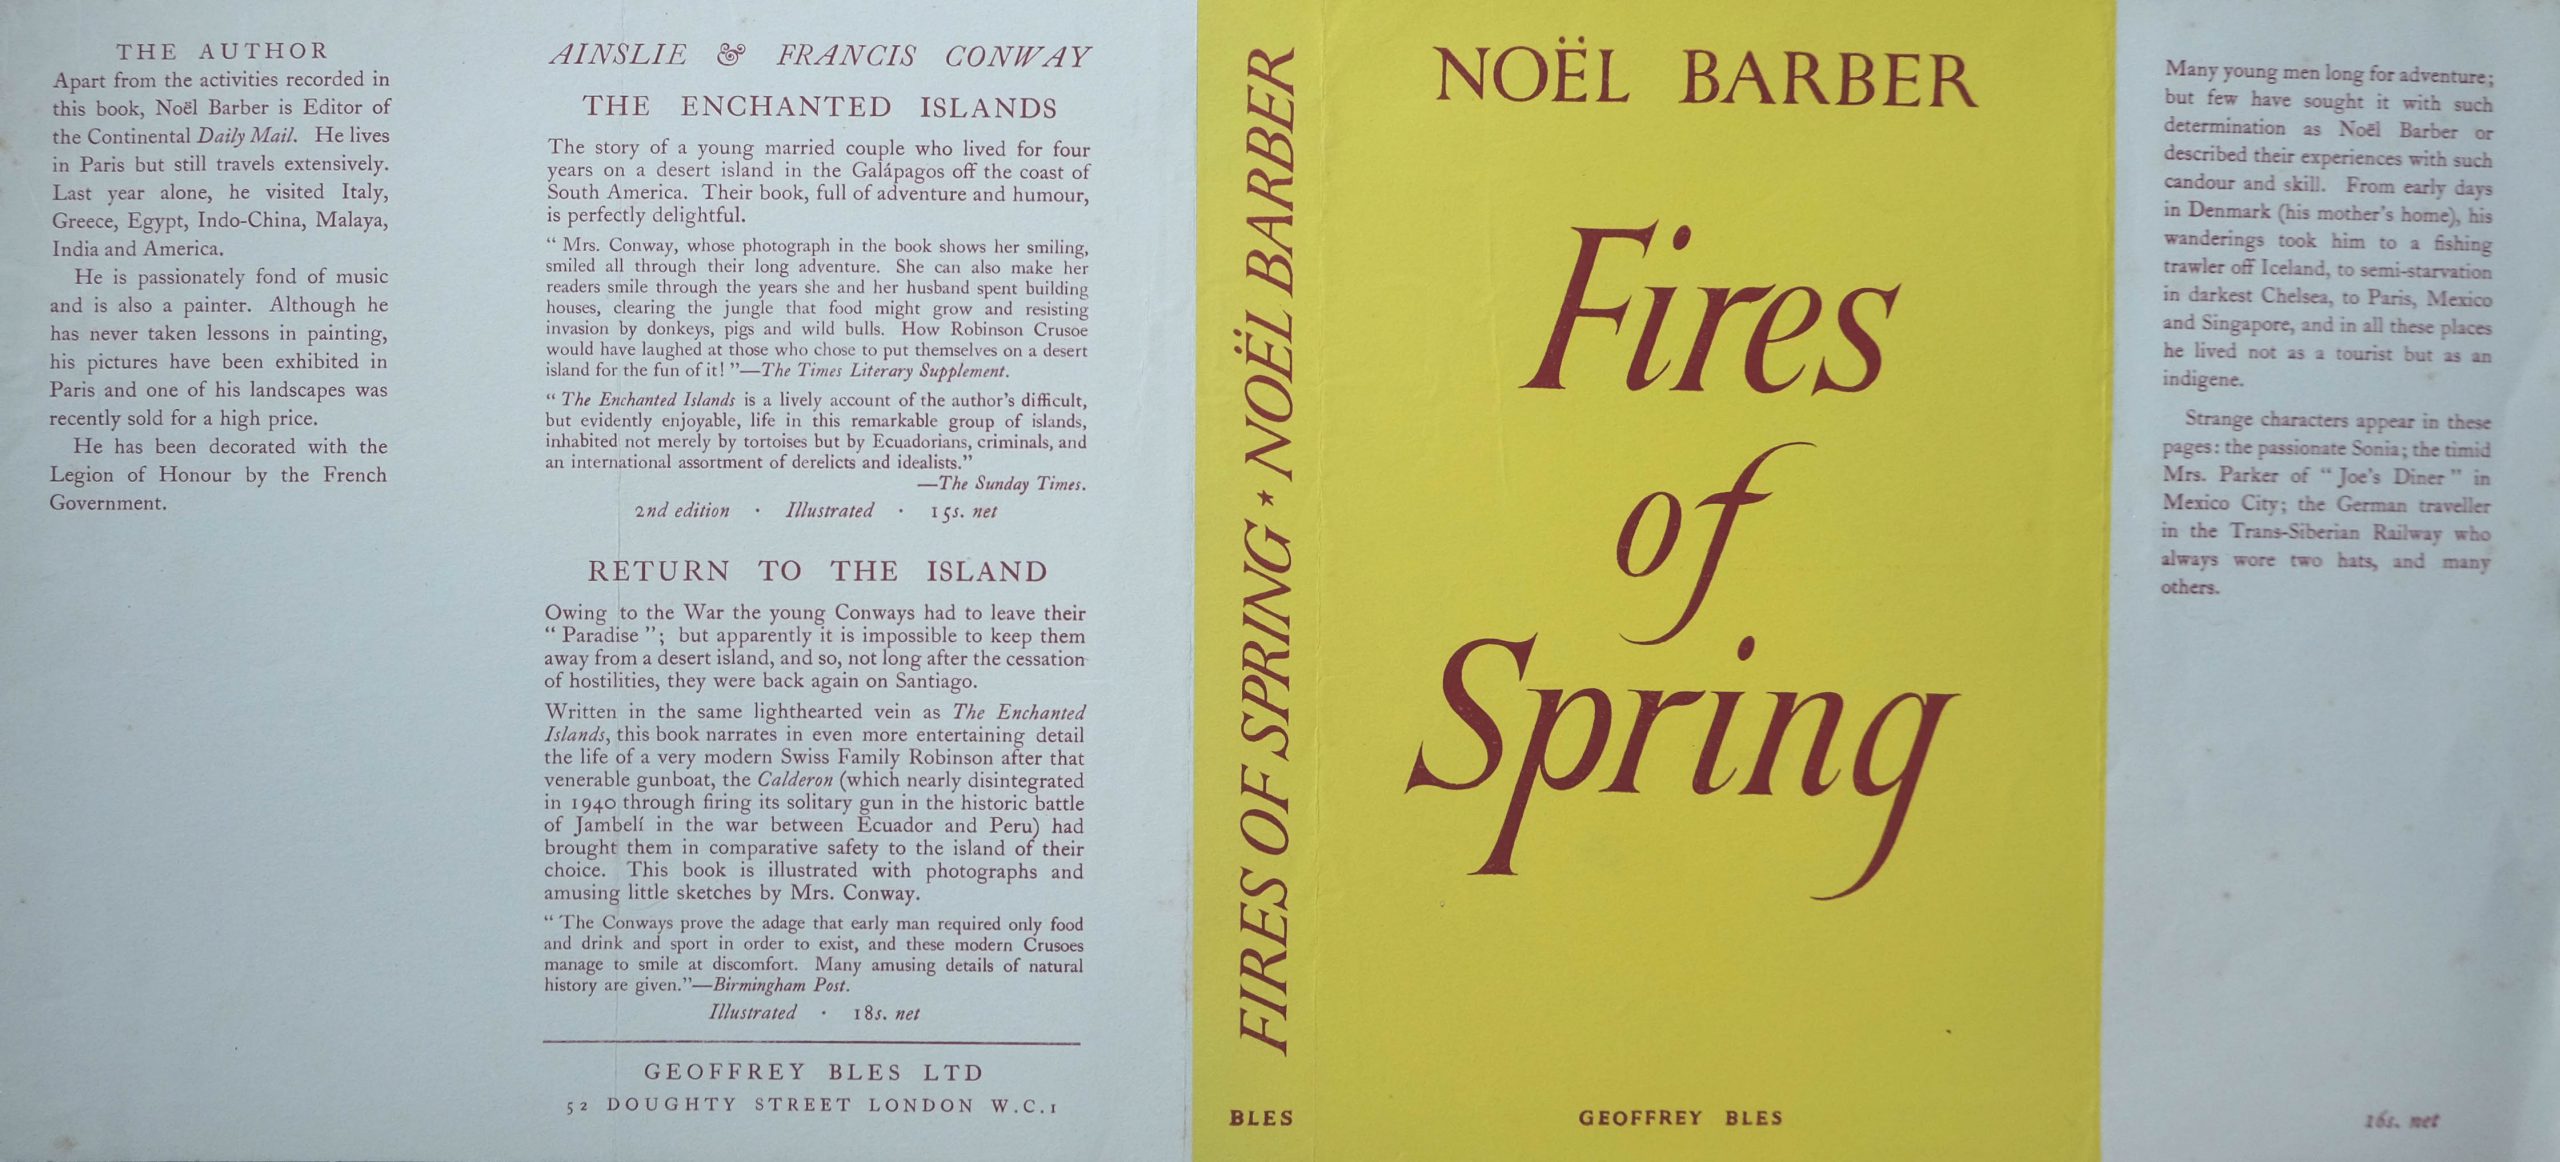 THE AUTHOR
Apart from the activities recorded in
this book, Noël Barber is Editor of
the Continental Daily Mail. He lives
in Paris but still travels extensively.
Last year alone, he visited Italy,
Greece, Egypt, Indo-China, Malaya,
India and America.
He is passionately fond of music
and is also a painter. Although he
has never taken lessons in painting,
his pictures have been exhibited in
Paris and one of his landscapes was
recently sold for a high price.
He has been decorated with the
Legion of Honour by the French
Government.
AINSLIE & FRANCIS CONWAY
THE ENCHANTED ISLANDS
The story of a young married couple who lived for four
years on a desert island in the Galápagos off the coast of
South America. Their book, full of adventure and humour,
is perfectly delightful.
“ Mrs. Conway, whose photograph in the book shows her smiling,
smiled all through their long adventure. She can also make her
readers smile through the years she and her husband spent building
houses, clearing the jungle that food might grow and resisting
invasion by donkeys, pigs and wild bulls. How Robinson Crusoe
would have laughed at those who chose to put themselves on a desert
island for the fun of it! ”—The Times Literary Supplement.
“ The Enchanted Islands is a lively account of the author’s difficult,
but evidently enjoyable, life in this remarkable group of islands,
inhabited not merely by tortoises but by Ecuadorians, criminals, and
an international assortment of derelicts and idealists.”
—The Sunday Times.
2nd edition · Illustrated · 15s. net
RETURN TO THE ISLAND
Owing to the War the young Conways had to leave their
“ Paradise ”; but apparently it is impossible to keep them
away from a desert island, and so, not long after the cessation
of hostilities, they were back again on Santiago.
Written in the same lighthearted vein as The Enchanted
Islands, this book narrates in even more entertaining detail
the life of a very modern Swiss Family Robinson after that
venerable gunboat, the Calderon (which nearly disintegrated
in 1940 through firing its solitary gun in the historic battle
of Jambelí in the war between Ecuador and Peru) had
brought them in comparative safety to the island of their
choice. This book is illustrated with photographs and
amusing little sketches by Mrs. Conway.
“ The Conways prove the adage that early man required only food
and drink and sport in order to exist, and these modern Crusoes
manage to smile at discomfort. Many amusing details of natural
history are given.”—Birmingham Post.
Illustrated · 18s. net
GEOFFREY BLES LTD
52 DOUGHTY STREET LONDON W.C.1
FIRES OF SPRING ★ NOËL BARBER
BLES
NOËL BARBER
Fires
of
Spring
GEOFFREY BLES
Many young men long for adventure;
but few have sought it with such
determination as Noël Barber or
described their experiences with such
candour and skill. From early days
in Denmark (his mother’s home), his
wanderings took him to a fishing
trawler off Iceland, to semi-starvation
in darkest Chelsea, to Paris, Mexico
and Singapore, and in all these places
he lived not as a tourist but as an
indigene.
Strange characters appear in these
pages: the passionate Sonia; the timid
Mrs. Parker of “ Joe’s Diner ” in
Mexico City; the German traveller
in the Trans-Siberian Railway who
always wore two hats, and many
others.
16s. net